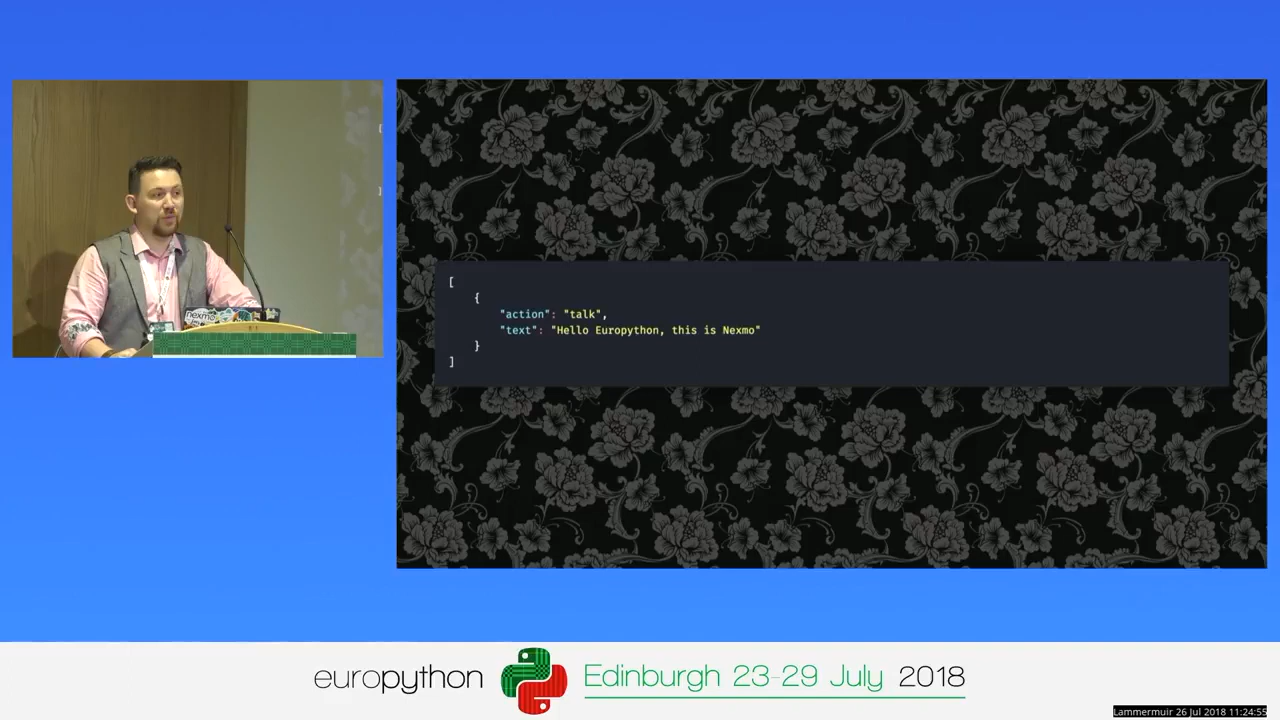 nexmo
[
{
"action": "talk",
"text": "Hello Europython, this is Nexmo"
}
]
europython
Edinburgh 23-29 July 2018
Lammermuir 26 Jul 2018 11:24:55